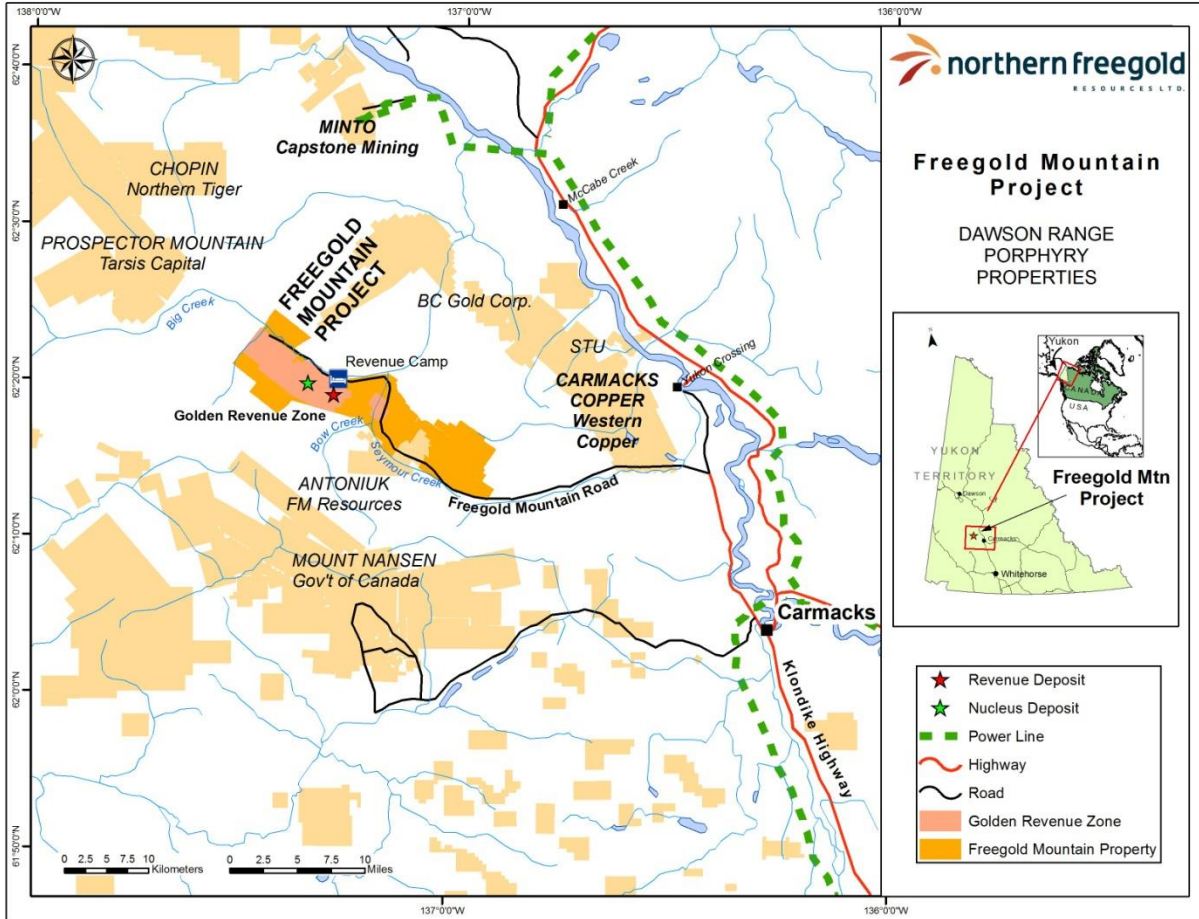 138°0'0"W
137°0'0"W
136°0'0"W
62°40'0"N
62°30'0"N
62°20'0"N
62°10'0"N
62°0'0"N
61°50'0"N
MINTO
Capstone Mining
CHOPIN
Northern Tiger
McCabe Creek
PROSPECTOR MOUNTAIN
Tarsis Capital
FREEGOLD
MOUNTAIN
PROJECT
BC Gold Corp.
Big Creek
STU
Revenue Camp
Yukon Crossing
CARMACKS
COPPER
Western
Copper
Golden Revenue Zone
Bow Creek
Seymour Creek
ANTONIUK
FM Resources
Freegold Mountain Road
MOUNT NANSEN
Gov't of Canada
Carmacks
Klondike Highway
0 2.5 5 7.5 10
Kilometers
0 2.5 5 7.5 10
Miles
137°0'0"W
136°0'0"W
northern freegold
RESOURCES LTD.
Freegold Mountain
Project
DAWSON RANGE
PORPHYRY
PROPERTIES
Yukon
CANADA
USA
YUKON
TERRITORY
Freegold Mtn
Project
Dawson
Carmacks
Whitehorse
Revenue Deposit
Nucleus Deposit
Power Line
Highway
Road
Golden Revenue Zone
Freegold Mountain Property